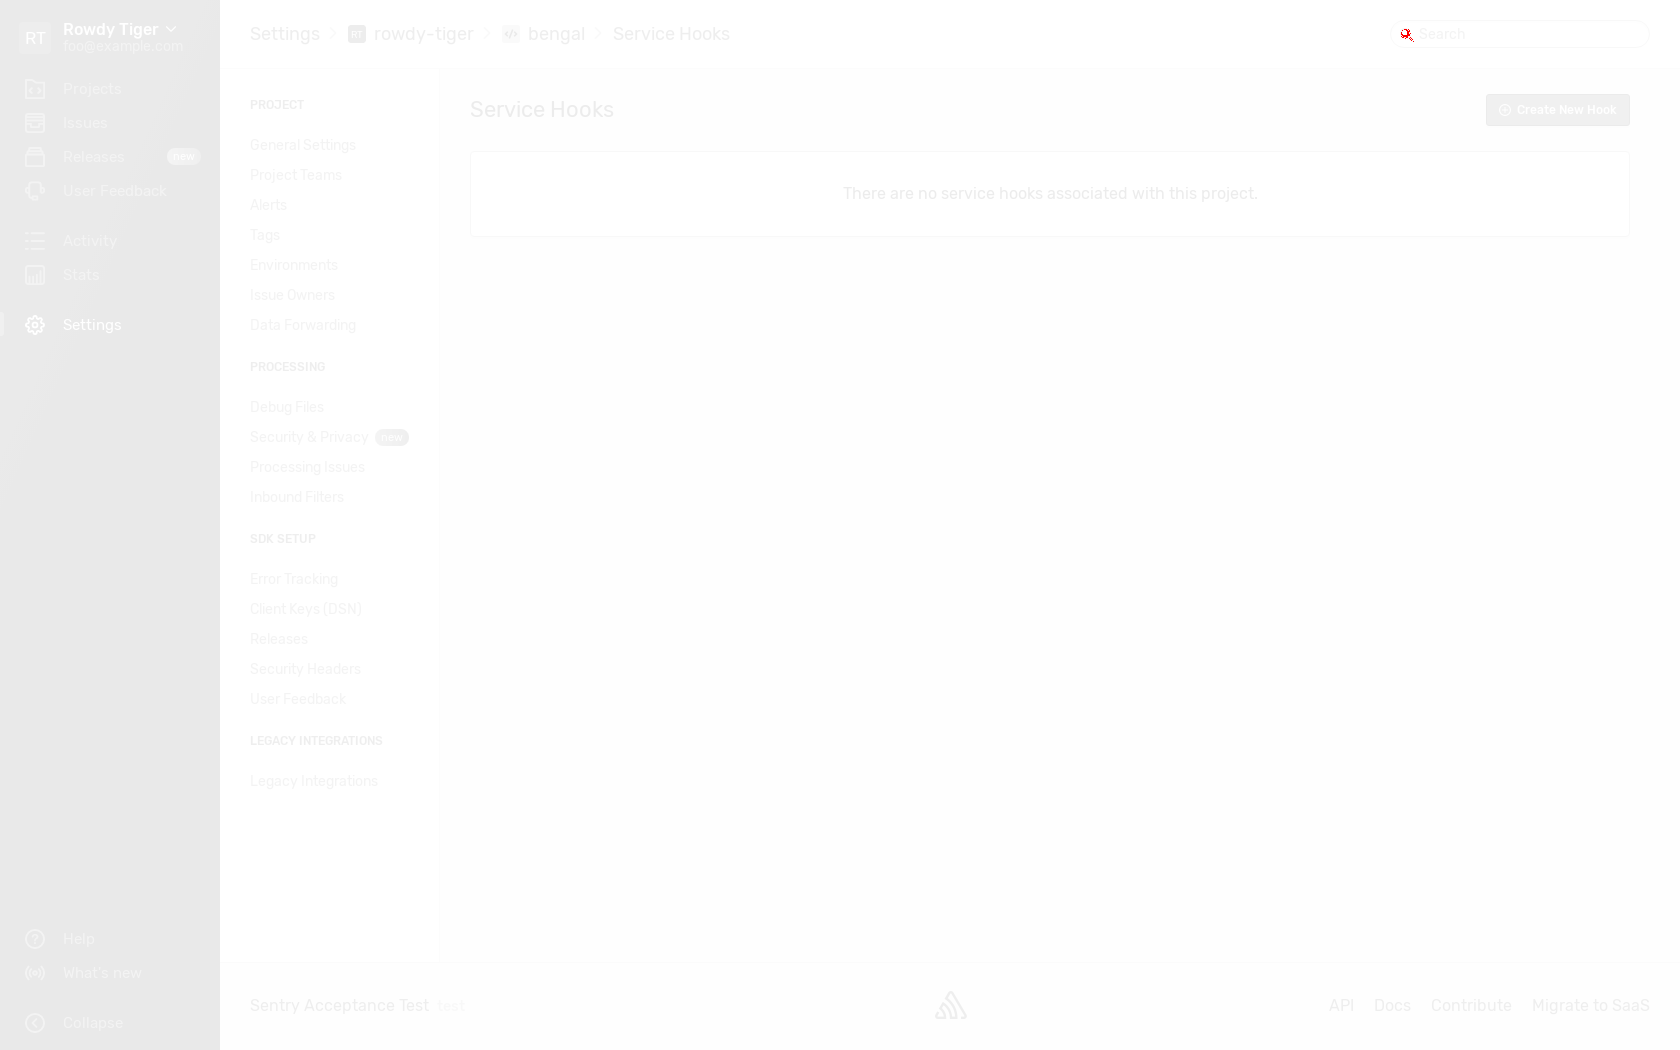 RT
Rowdy Tiger
foo@example.com
Projects
Issues
Releases new
User Feedback
Activity
Stats
Settings
Help
What's new
Collapse
Settings RT rowdy-tiger </> bengal Service Hooks
Search
PROJECT
General Settings
Project Teams
Alerts
Tags
Environments
Issue Owners
Data Forwarding
PROCESSING
Debug Files
Security & Privacy new
Processing Issues
Inbound Filters
SDK SETUP
Error Tracking
Client Keys (DSN)
Releases
Security Headers
User Feedback
LEGACY INTEGRATIONS
Legacy Integrations
Service Hooks
Create New Hook
There are no service hooks associated with this project.
Sentry Acceptance Test test
API Docs Contribute Migrate to SaaS